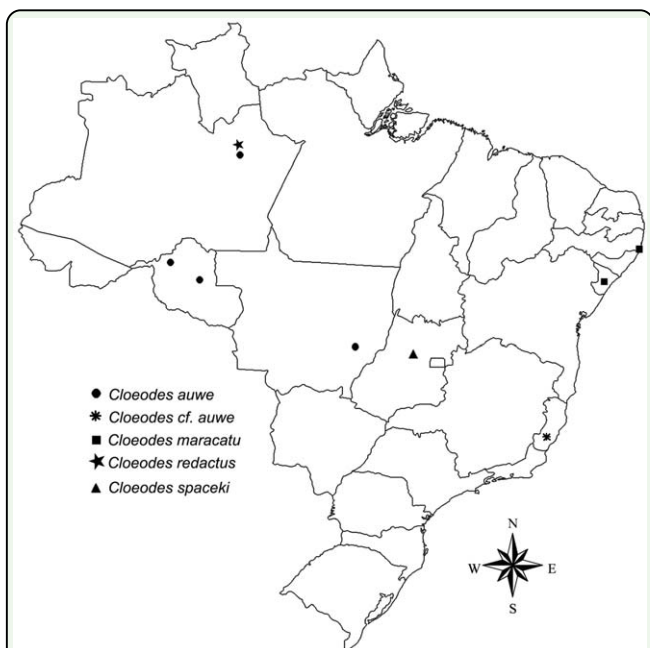 Cloeodes auwe
Cloeodes cf. auwe
Cloeodes maracatu
Cloeodes redactus
Cloeodes spaceki
N
W E
S